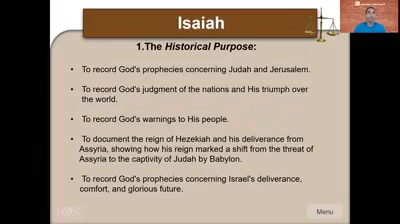 Isaiah
1.The Historical Purpose:
• To record God's prophecies concerning Judah and Jerusalem.
• To record God's judgment of the nations and His triumph over
the world.
• To record God's warnings to His people.
• To document the reign of Hezekiah and his deliverance from
Assyria, showing how his reign marked a shift from the threat of
Assyria to the captivity of Judah by Babylon.
• To record God's prophecies concerning Israel's deliverance,
comfort, and glorious future.
Menu